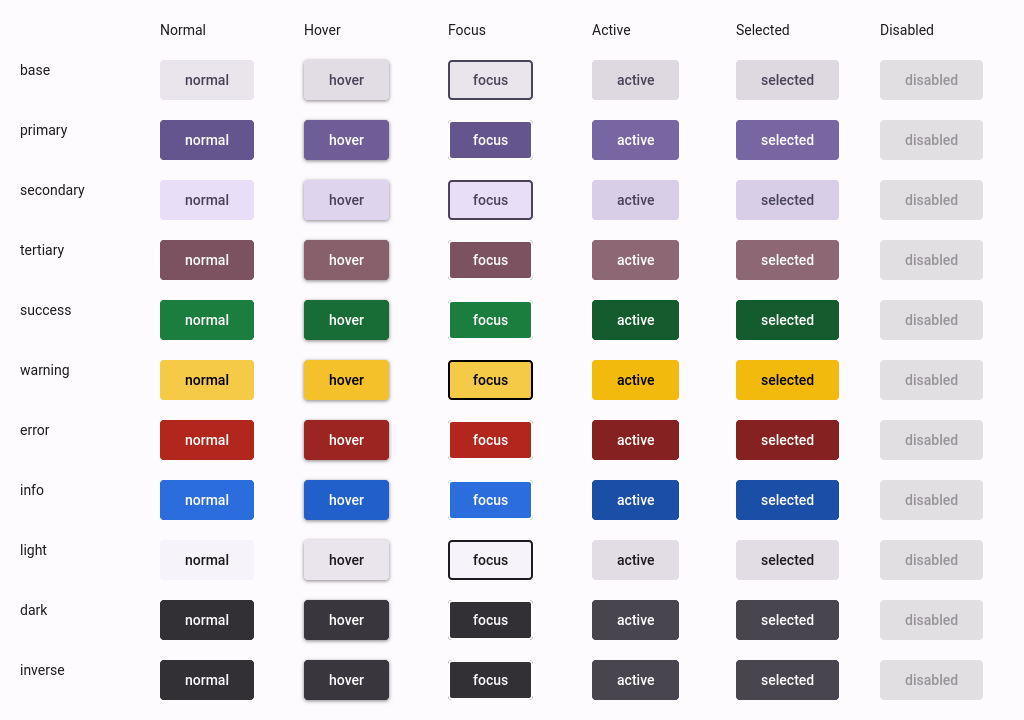 Normal Hover Focus Active Selected Disabled
base normal hover focus active selected disabled
primary normal hover focus active selected disabled
secondary normal hover focus active selected disabled
tertiary normal hover focus active selected disabled
success normal hover focus active selected disabled
warning normal hover focus active selected disabled
error normal hover focus active selected disabled
info normal hover focus active selected disabled
light normal hover focus active selected disabled
dark normal hover focus active selected disabled
inverse normal hover focus active selected disabled